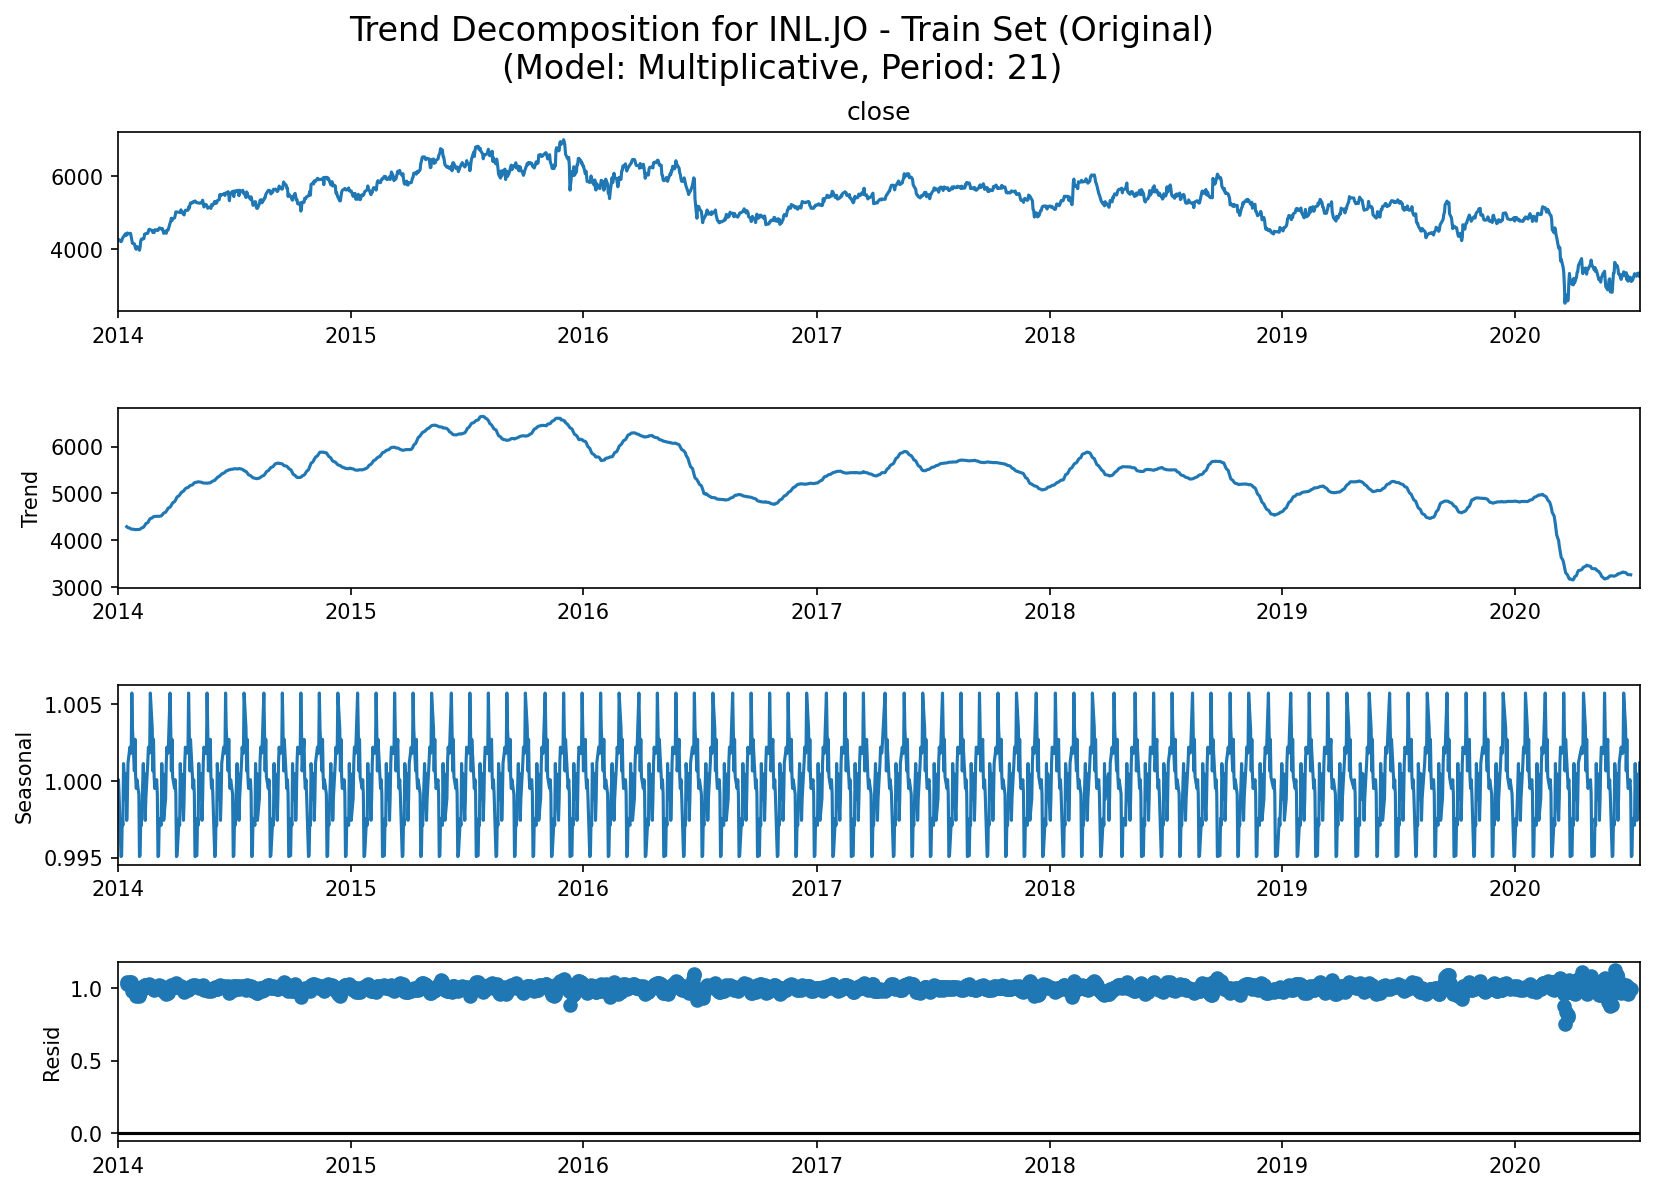 Trend Decomposition for INL.JO - Train Set (Original)
(Model: Multiplicative, Period: 21)
close
6000
4000
2014 2015 2016 2017 2018 2019 2020
Trend
6000
5000
4000
3000
2014 2015 2016 2017 2018 2019 2020
Seasonal
1.005
1.000
0.995
2014 2015 2016 2017 2018 2019 2020
Resid
1.0
0.5
0.0
2014 2015 2016 2017 2018 2019 2020